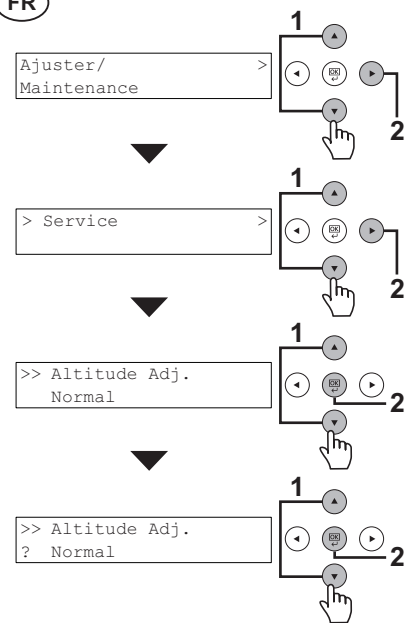 FR
1
Ajuster/ >
Maintenance
OK
2
1
> Service >
OK
2
1
>> Altitude Adj.
Normal
OK
2
1
>> Altitude Adj.
? Normal
OK
2